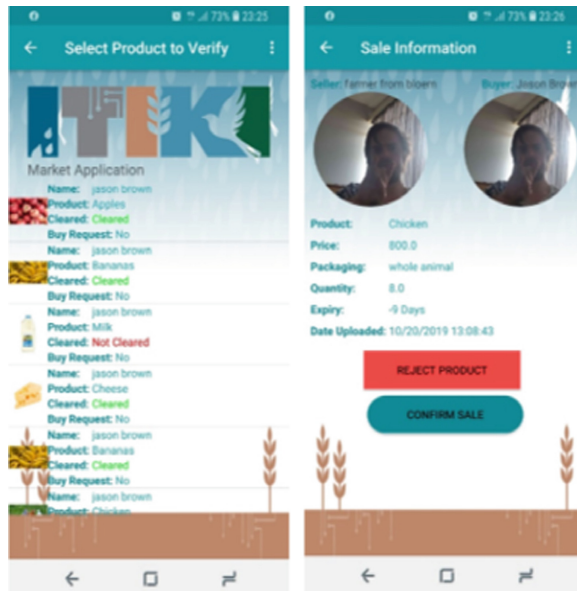 73% 23:25
Select Product to Verify
ITIKI
Market Application
Name: jason brown
Product: Apples
Cleared: Cleared
Buy Request: No
Name: jason brown
Product: Bananas
Cleared: Cleared
Buy Request: No
Name: jason brown
Product: Milk
Cleared: Not Cleared
Buy Request: No
Name: jason brown
Product: Cheese
Cleared: Cleared
Buy Request: No
Name: jason brown
Product: Bananas
Cleared: Cleared
Buy Request: No
Name: jason brown
Product: Chicken
73% 23:26
Sale Information
Seller: farmer from bloem Buyer: Jason Brown
Product: Chicken
Price: 800.0
Packaging: whole animal
Quantity: 8.0
Expiry: -9 Days
Date Uploaded: 10/20/2019 13:08:43
REJECT PRODUCT
CONFIRM SALE